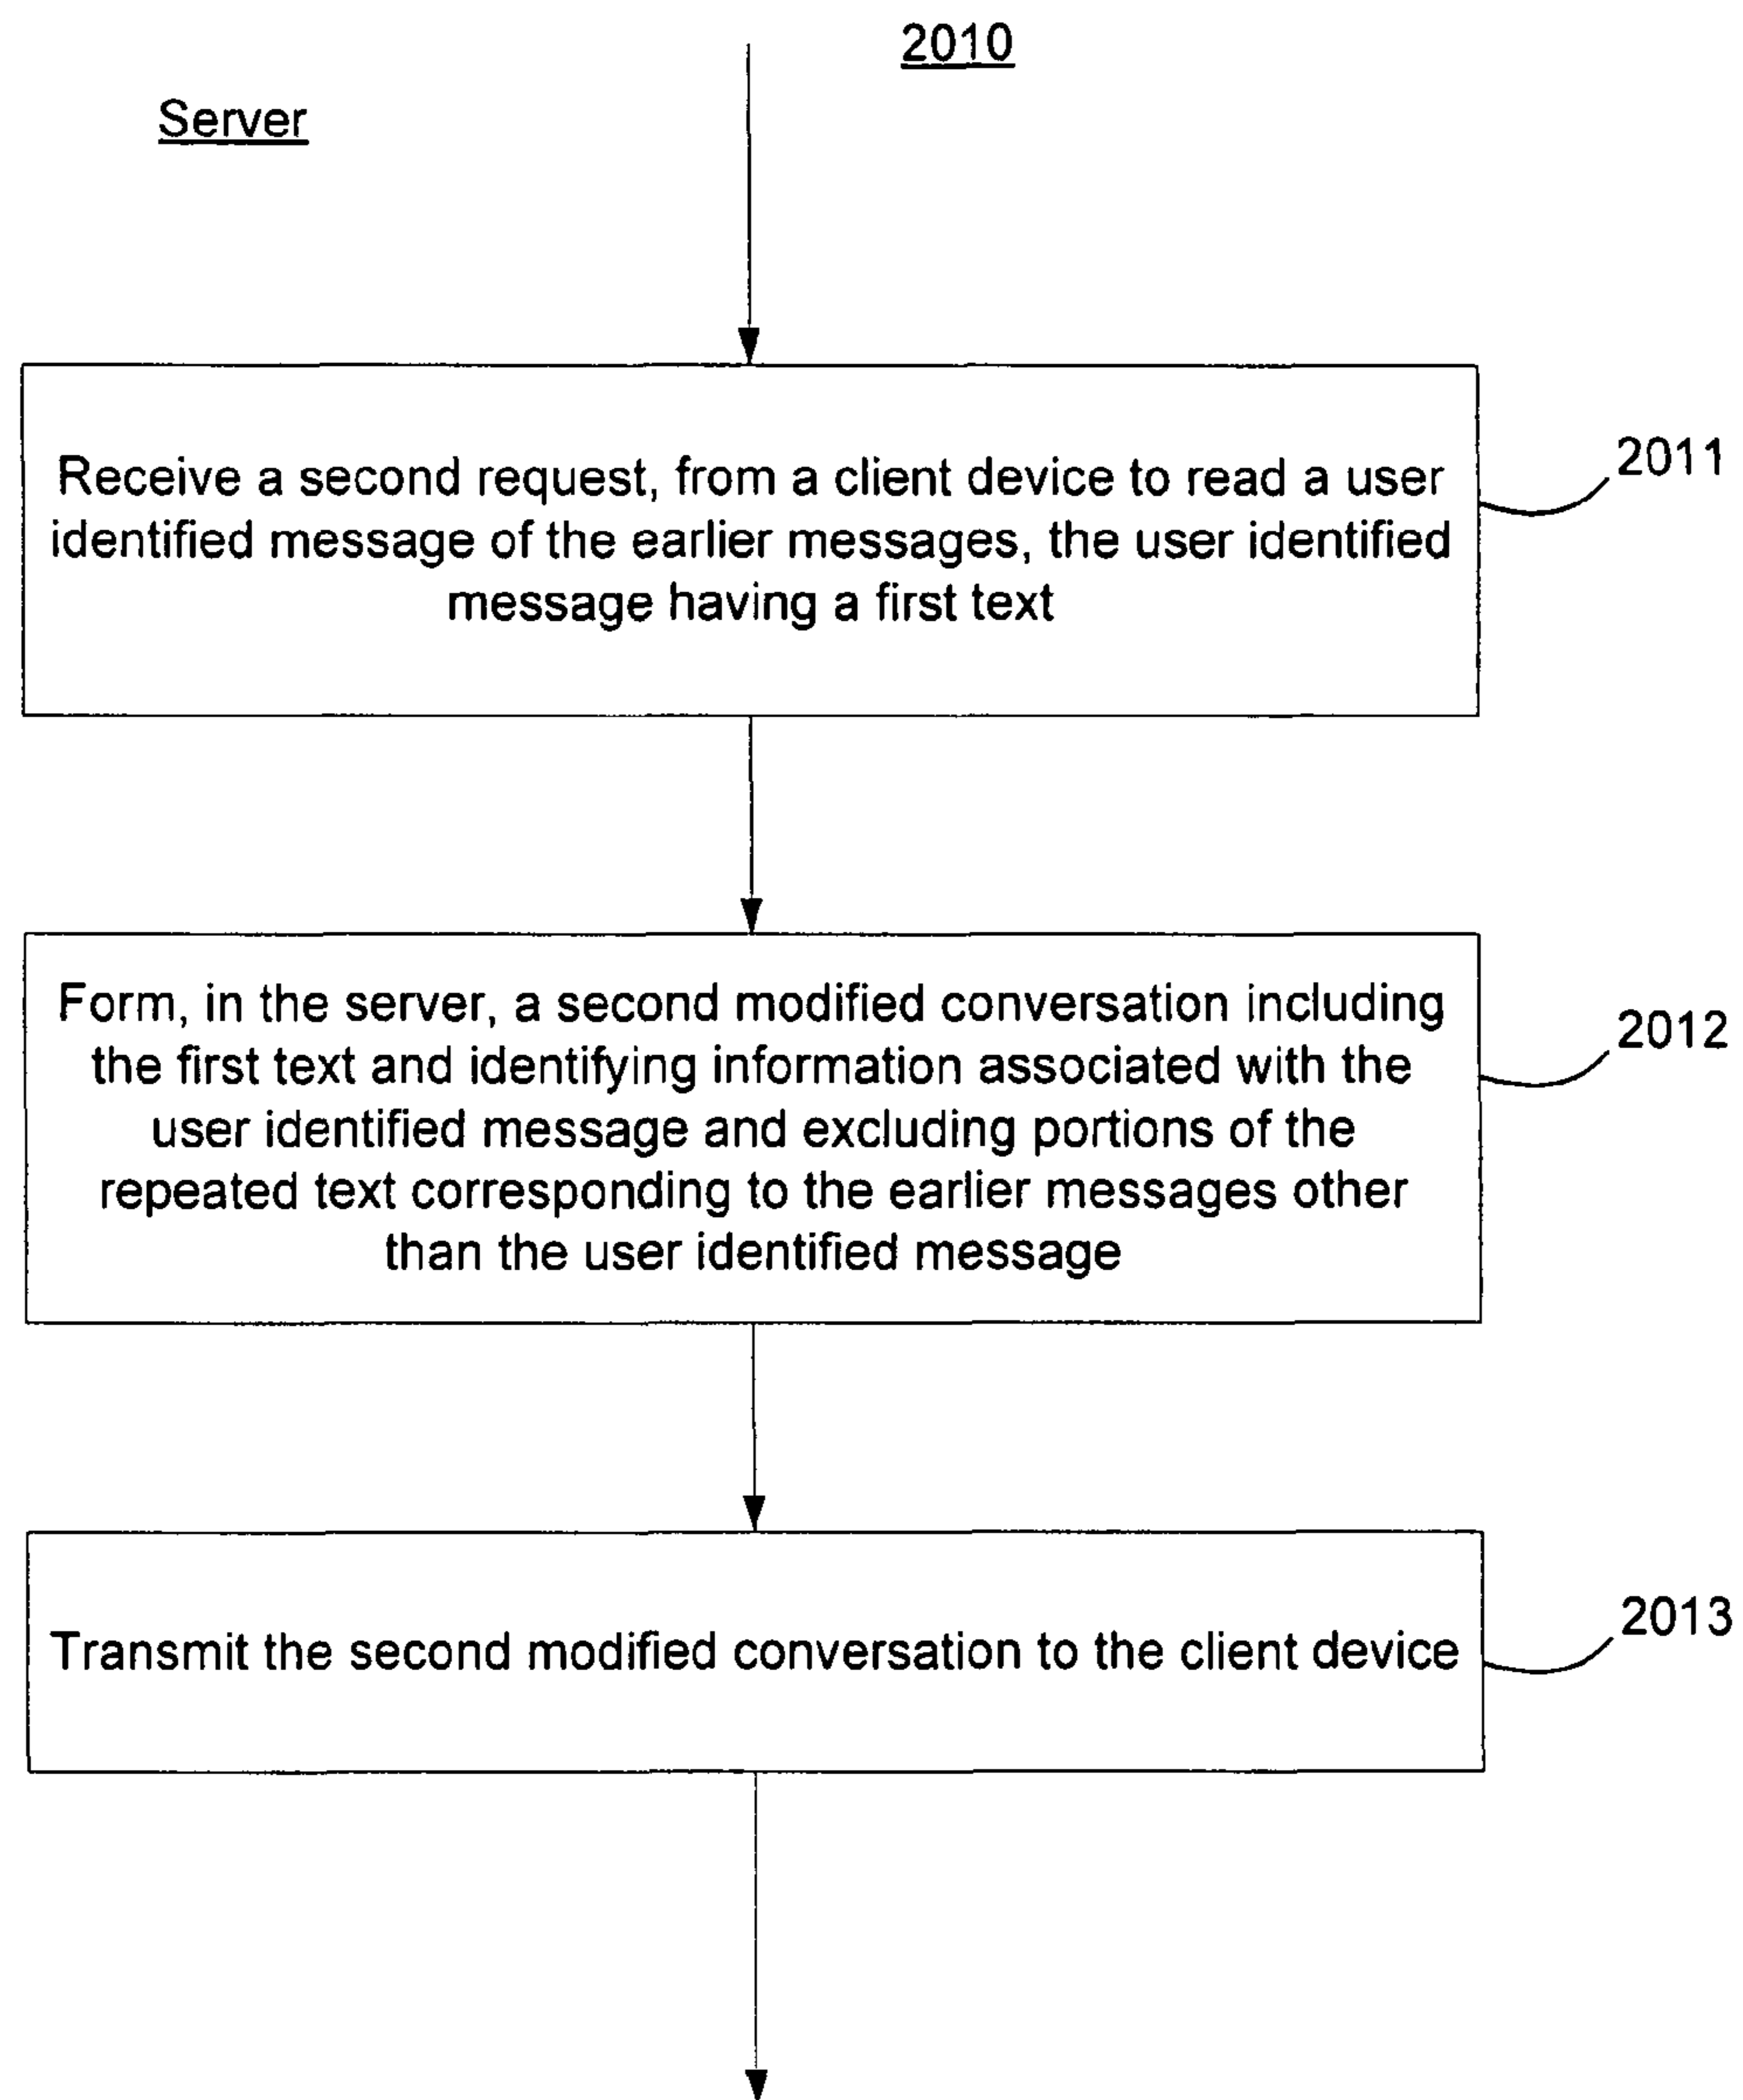 2010
Server
Receive a second request, from a client device to read a user
identified message of the earlier messages, the user identified
message having a first text
2011
Form, in the server, a second modified conversation including
the first text and identifying information associated with the
user identified message and excluding portions of the
repeated text corresponding to the earlier messages other
than the user identified message
2012
Transmit the second modified conversation to the client device
2013